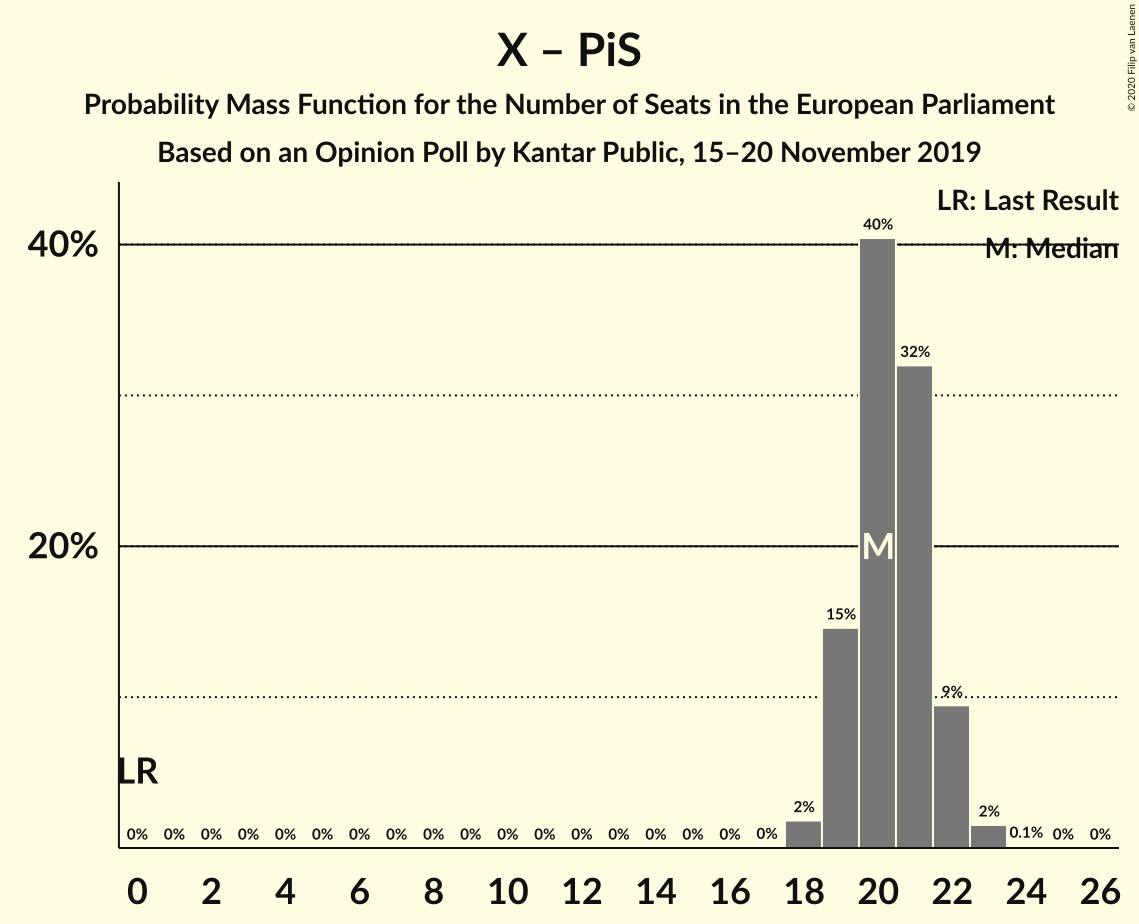 X – PiS
Probability Mass Function for the Number of Seats in the European Parliament
Based on an Opinion Poll by Kantar Public, 15–20 November 2019
© 2020 Filip van Laenen
LR: Last Result
M: Median
40%
20%
40%
32%
M
15%
9%
LR
0% 0% 0% 0% 0% 0% 0% 0% 0% 0% 0% 0% 0% 0% 0% 0% 0% 0% 2% 2% 0.1% 0% 0%
0 2 4 6 8 10 12 14 16 18 20 22 24 26